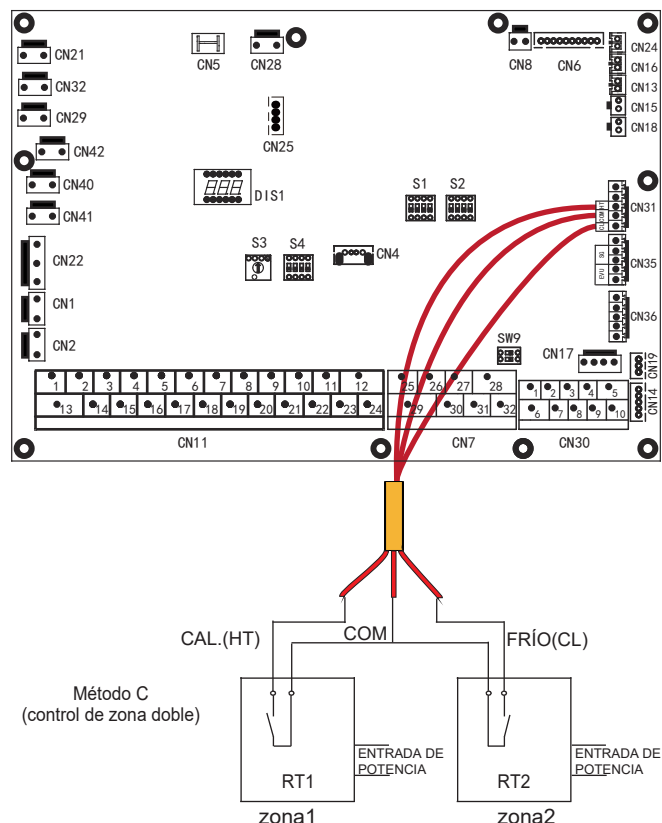 CN21
CN5
CN28
CN8
CN6
CN24
CN16
CN13
CN15
CN18
CN32
CN29
CN42
CN25
CN40
CN41
DIS1
S1 S2
CL COM HT
CN31
CN22
S3 S4
CN4
EVU SG
CN35
CN1
CN36
CN2
SW9
CN17
CN19
1 2 3 4 5 6 7 8 9 10 11 12
25 26 27 28
1 2 3 4 5
CN14
13 14 15 16 17 18 19 20 21 22 23 24
29 30 31 32
6 7 8 9 10
CN11
CN7
CN30
CAL.(HT)
COM
FRÍO(CL)
Método C
(control de zona doble)
ENTRADA DE
POTENCIA
ENTRADA DE
POTENCIA
RT1
RT2
zona1
zona2